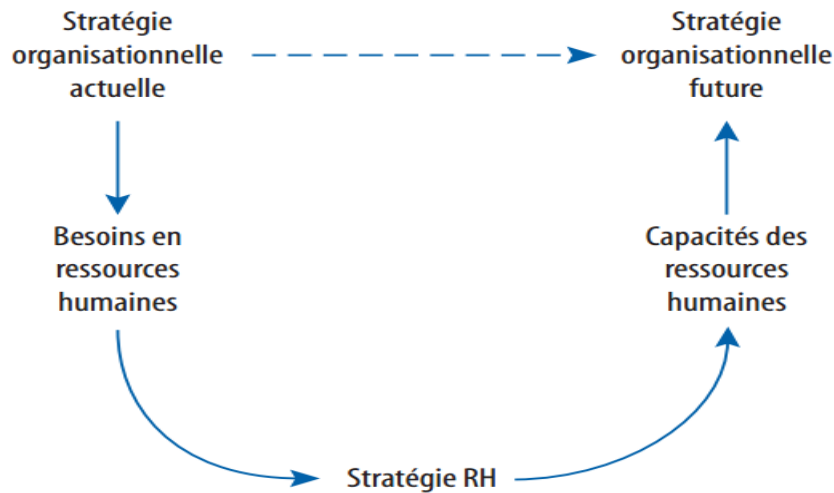 Stratégie
organisationnelle
actuelle
Stratégie
organisationnelle
future
Besoins en
ressources
humaines
Capacités des
ressources
humaines
Stratégie RH